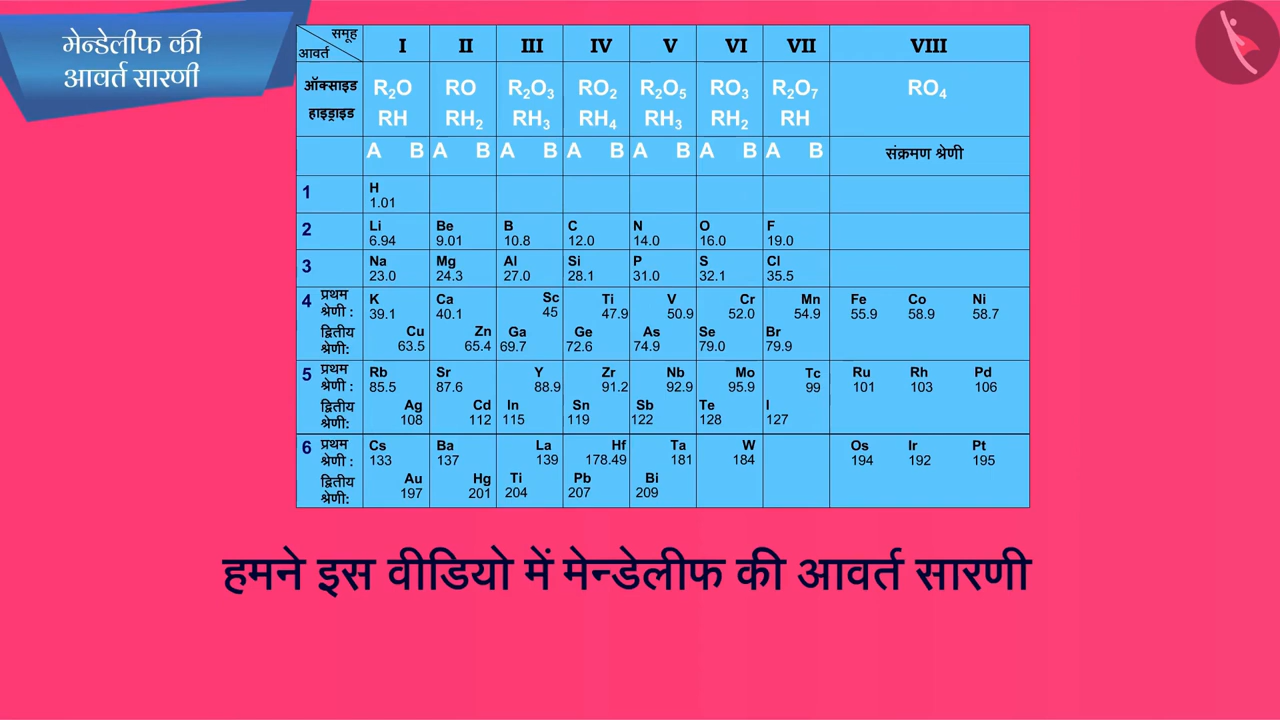 मेन्डेलीफ की
आवर्त सारणी
समूह
आवर्त
I II III IV V VI VII VIII
ऑक्साइड R₂O RO R₂O₃ RO₂ R₂O₅ RO₃ R₂O₇ RO₄
हाइड्राइड RH RH₂ RH₃ RH₄ RH₃ RH₂ RH
A B A B A B A B A B A B A B संक्रमण श्रेणी
1 H
1.01
2 Li Be B C N O F
6.94 9.01 10.8 12.0 14.0 16.0 19.0
3 Na Mg Al Si P S Cl
23.0 24.3 27.0 28.1 31.0 32.1 35.5
4 प्रथम K Ca Sc Ti V Cr Mn Fe Co Ni
श्रेणी : 39.1 40.1 45 47.9 50.9 52.0 54.9 55.9 58.9 58.7
द्वितीय Cu Zn Ga Ge As Se Br
श्रेणी: 63.5 65.4 69.7 72.6 74.9 79.0 79.9
5 प्रथम Rb Sr Y Zr Nb Mo Tc Ru Rh Pd
श्रेणी : 85.5 87.6 88.9 91.2 92.9 95.9 99 101 103 106
द्वितीय Ag Cd In Sn Sb Te I
श्रेणी: 108 112 115 119 122 128 127
6 प्रथम Cs Ba La Hf Ta W Os Ir Pt
श्रेणी : 133 137 139 178.49 181 184 194 192 195
द्वितीय Au Hg Ti Pb Bi
श्रेणी: 197 201 204 207 209
हमने इस वीडियो में मेन्डेलीफ की आवर्त सारणी